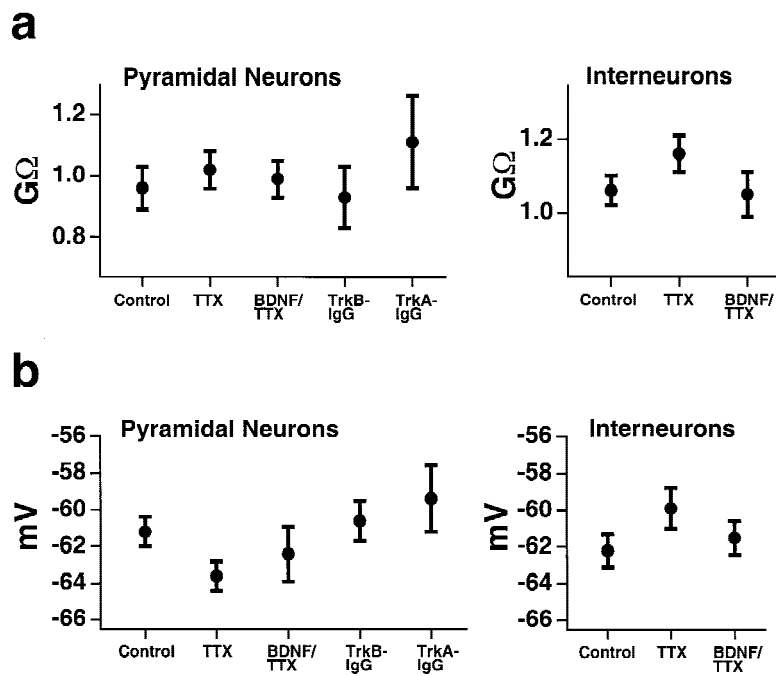 a
Pyramidal Neurons
Interneurons
GΩ
1.2
1.0
0.8
Control TTX BDNF/ TrkB- TrkA-
TTX IgG IgG
GΩ
1.2
1.0
Control TTX BDNF/
TTX
b
Pyramidal Neurons
Interneurons
mV
-56
-58
-60
-62
-64
-66
Control TTX BDNF/ TrkB- TrkA-
TTX IgG IgG
mV
-56
-58
-60
-62
-64
-66
Control TTX BDNF/
TTX